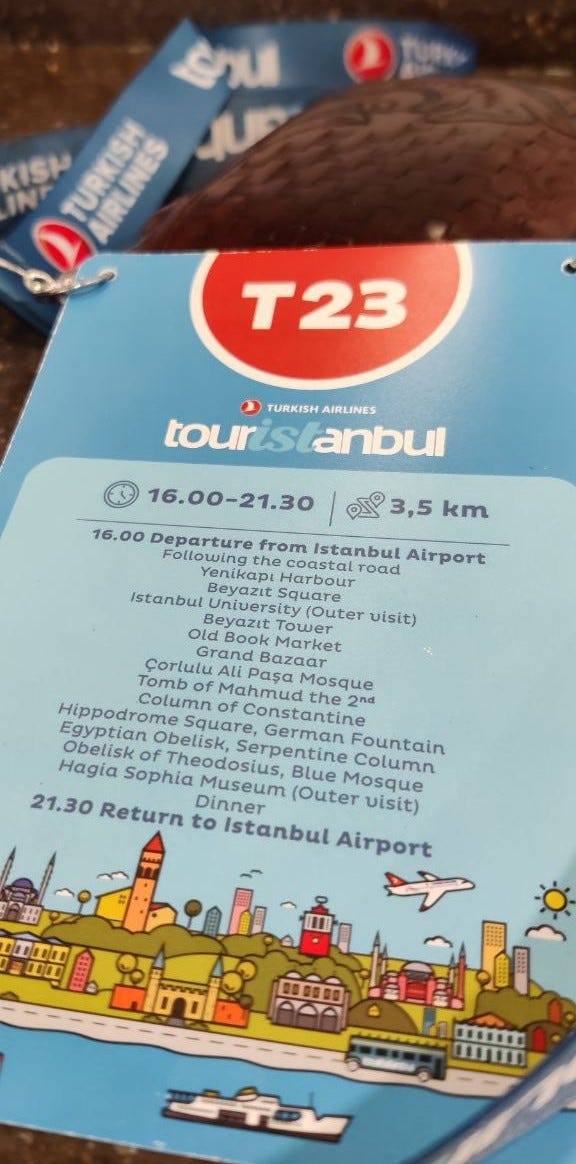 TURKISH
AIRLINES
TURKISH
T23
TURKISH AIRLINES
touristanbul
16.00-21.30
3,5 km
16.00 Departure from Istanbul Airport
Following the coastal road
Yenikapı Harbour
Beyazıt Square
Istanbul University (Outer visit)
Beyazıt Tower
Old Book Market
Grand Bazaar
Çorlulu Ali Paşa Mosque
Tomb of Mahmud the 2nd
Column of Constantine
Hippodrome Square, German Fountain
Egyptian Obelisk, Serpentine Column
Obelisk of Theodosius, Blue Mosque
Hagia Sophia Museum (Outer visit)
Dinner
21.30 Return to Istanbul Airport